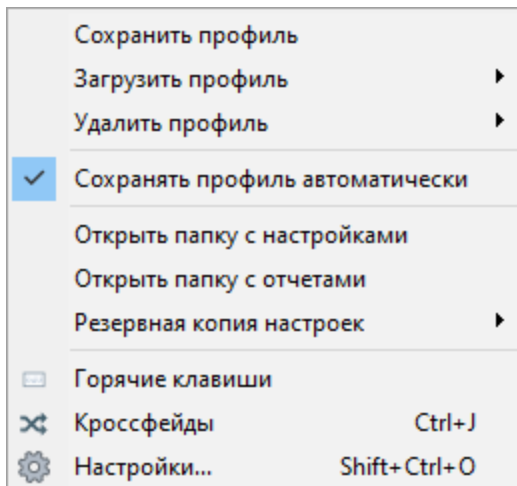 Сохранить профиль
Загрузить профиль
Удалить профиль
Сохранять профиль автоматически
Открыть папку с настройками
Открыть папку с отчетами
Резервная копия настроек
Горячие клавиши
Кроссфейды Ctrl+J
Настройки... Shift+Ctrl+O